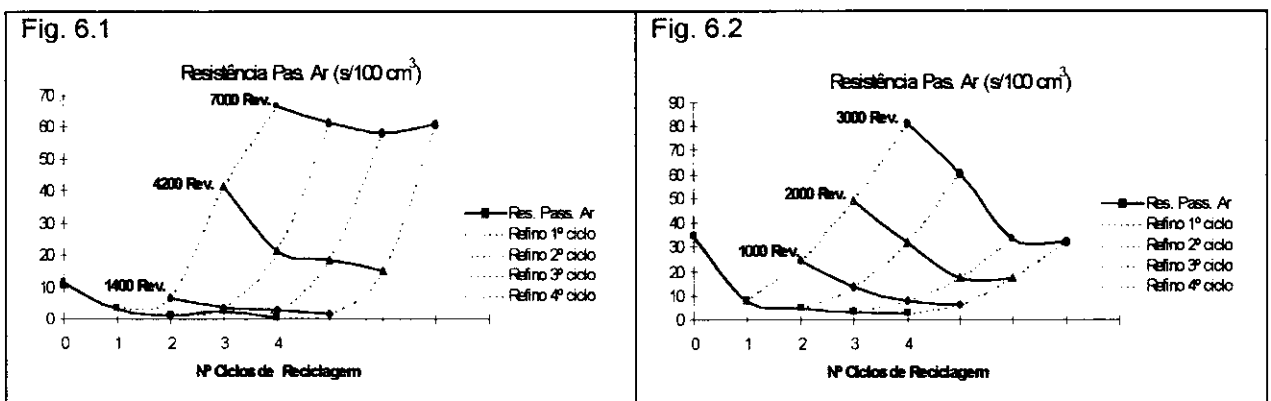 Fig. 6.1
Resistência Pas. Ar (s/100 cm³)
70
60
50
40
30
20
10
0
7000 Rev.
4200 Rev.
1400 Rev.
Res. Pass. Ar
Refino 1º ciclo
Refino 2º ciclo
Refino 3º ciclo
Refino 4º ciclo
0 1 2 3 4
Nº Ciclos de Reciclagem
Fig. 6.2
Resistência Pas. Ar (s/100 cm³)
90
80
70
60
50
40
30
20
10
0
3000 Rev.
2000 Rev.
1000 Rev.
Res. Pass. Ar
Refino 1º ciclo
Refino 2º ciclo
Refino 3º ciclo
Refino 4º ciclo
0 1 2 3 4
Nº Ciclos de Reciclagem